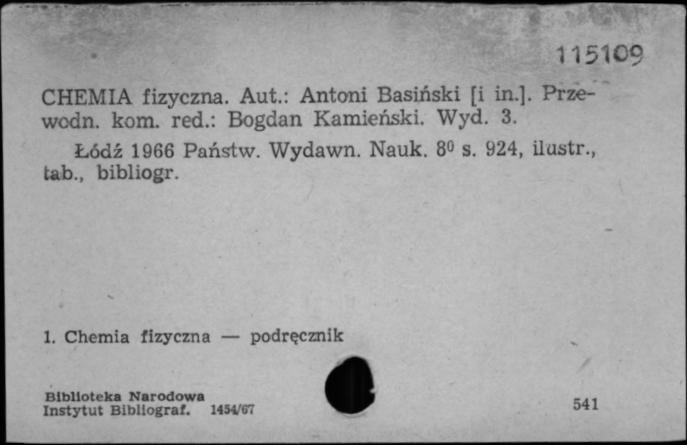 115109
CHEMIA fizyczna. Aut.: Antoni Basiński [i in.]. Prze-
wodn. kom. red.: Bogdan Kamieński. Wyd. 3.
Łódź 1966 Państw. Wydawn. Nauk. 8⁰ s. 924, ilustr.,
tab., bibliogr.
1. Chemia fizyczna — podręcznik
Biblioteka Narodowa
Instytut Bibliograf. 1454/67
541